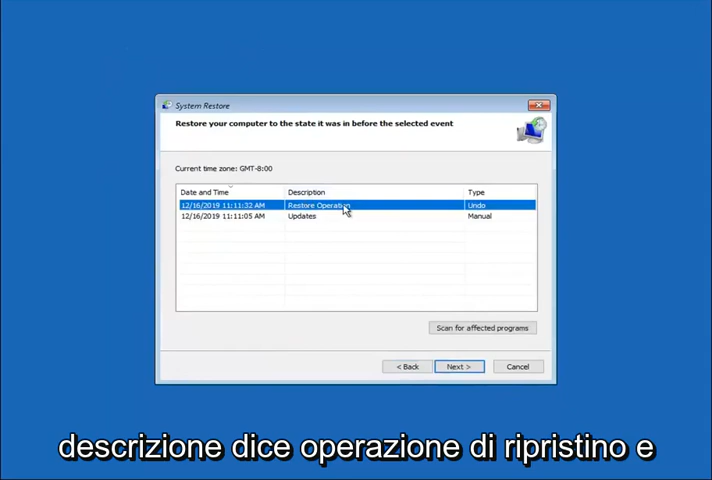 System Restore
Restore your computer to the state it was in before the selected event
Current time zone: GMT-8:00
Date and Time Description Type
12/16/2019 11:11:32 AM Restore Operation Undo
12/16/2019 11:11:05 AM Updates Manual
Scan for affected programs
< Back Next > Cancel
descrizione dice operazione di ripristino e